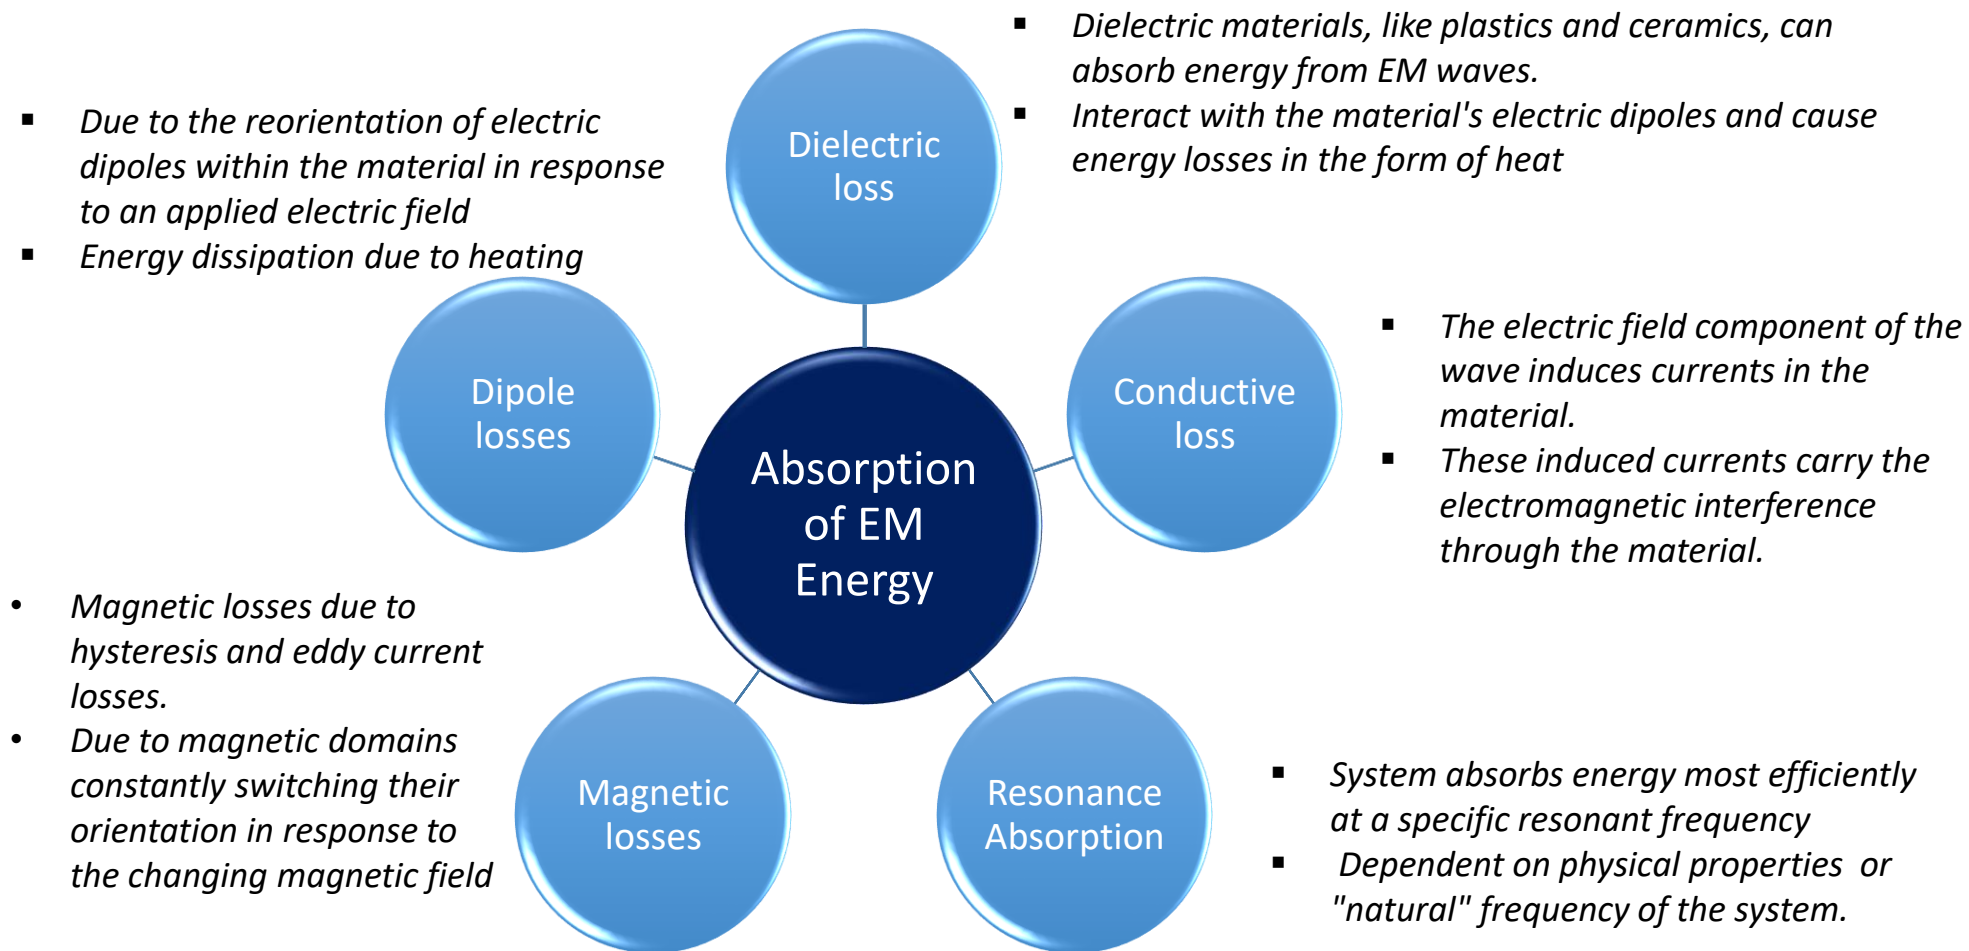 ▪ Dielectric materials, like plastics and ceramics, can
absorb energy from EM waves.
▪ Interact with the material's electric dipoles and cause
energy losses in the form of heat
▪ Due to the reorientation of electric
dipoles within the material in response
to an applied electric field
▪ Energy dissipation due to heating
Dielectric
loss
▪ The electric field component of the
wave induces currents in the
material.
▪ These induced currents carry the
electromagnetic interference
through the material.
Dipole
losses
Conductive
loss
Absorption
of EM
Energy
• Magnetic losses due to
hysteresis and eddy current
losses.
• Due to magnetic domains
constantly switching their
orientation in response to
the changing magnetic field
Magnetic
losses
Resonance
Absorption
▪ System absorbs energy most efficiently
at a specific resonant frequency
▪ Dependent on physical properties or
"natural" frequency of the system.